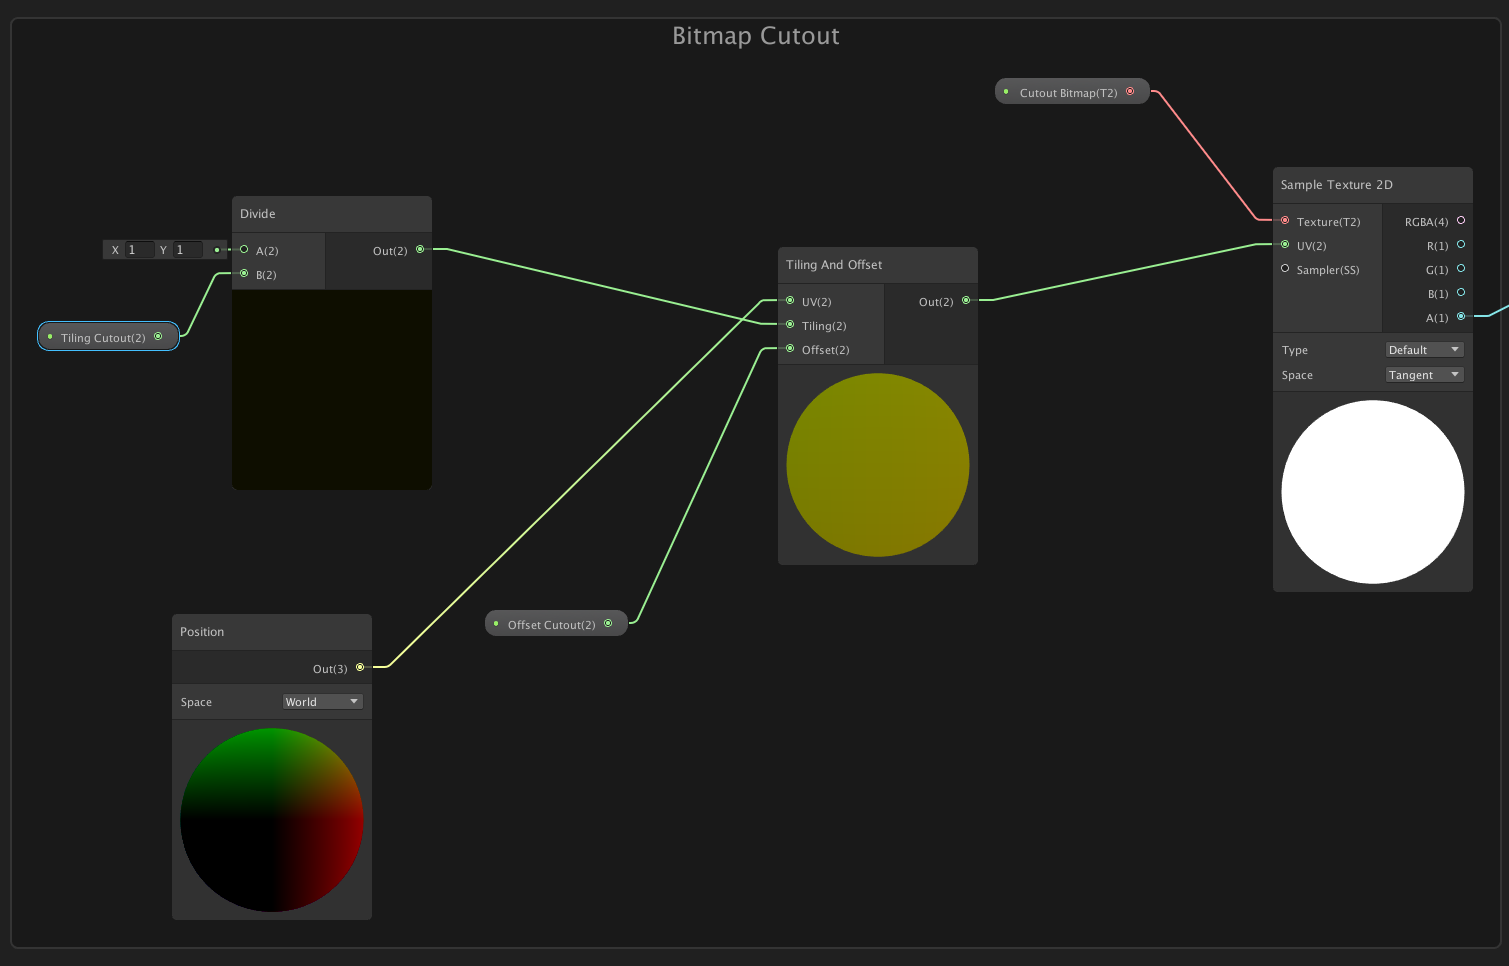 Bitmap Cutout
Cutout Bitmap(T2)
Divide
X 1 Y 1
A(2)
Out(2)
B(2)
Tiling Cutout(2)
Tiling And Offset
UV(2)
Out(2)
Tiling(2)
Offset(2)
Sample Texture 2D
Texture(T2)
RGBA(4)
UV(2)
R(1)
Sampler(SS)
G(1)
B(1)
A(1)
Type Default
Space Tangent
Offset Cutout(2)
Position
Out(3)
Space World